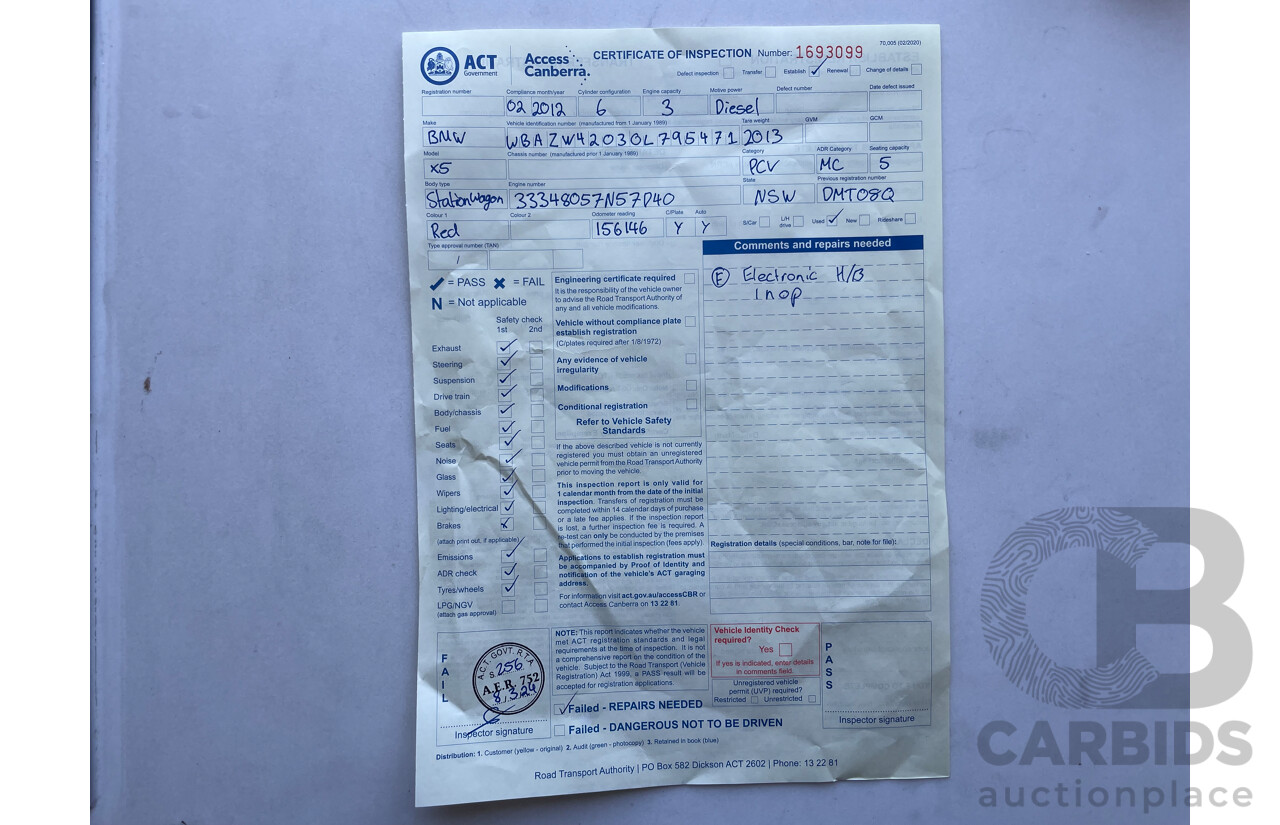 ACT
Government
Access
Canberra.
CERTIFICATE OF INSPECTION Number: 1693099
70,005 (02/2020)
Defect inspection Transfer Establish ✓ Renewal Change of details
Registration number Compliance month/year Cylinder configuration Engine capacity Motive power Defect number Date defect issued
02 2012 6 3 Diesel
Make Vehicle identification number (manufactured from 1 January 1989) Tare weight GVM GCM
BMW WBAZW42030L795471 2013
Model Chassis number (manufactured prior 1 January 1989) Category ADR Category Seating capacity
X5 PCV MC 5
Body type Engine number State Previous registration number
Stationwagon 33348057N57D40 NSW DMT08Q
Colour 1 Colour 2 Odometer reading C/Plate Auto S/Car L/H drive Used ✓ New Rideshare
Red 156146 Y Y
Type approval number (TAN)
/
✓ = PASS ✖ = FAIL
N = Not applicable
Safety check
1st 2nd
Exhaust ✓
Steering ✓
Suspension ✓
Drive train ✓
Body/chassis ✓
Fuel ✓
Seats ✓
Noise ✓
Glass ✓
Wipers ✓
Lighting/electrical ✓
Brakes x
(attach print out, if applicable)
Emissions ✓
ADR check ✓
Tyres/wheels ✓
LPG/NGV
(attach gas approval)
Engineering certificate required
It is the responsibility of the vehicle owner
to advise the Road Transport Authority of
any and all vehicle modifications.
Vehicle without compliance plate
establish registration
(C/plates required after 1/8/1972)
Any evidence of vehicle
irregularity
Modifications
Conditional registration
Refer to Vehicle Safety
Standards
If the above described vehicle is not currently
registered you must obtain an unregistered
vehicle permit from the Road Transport Authority
prior to moving the vehicle.
This inspection report is only valid for
1 calendar month from the date of the initial
inspection. Transfers of registration must be
completed within 14 calendar days of purchase
or a late fee applies. If the inspection report
is lost, a further inspection fee is required. A
re-test can only be conducted by the premises
that performed the initial inspection (fees apply).
Applications to establish registration must
be accompanied by Proof of Identity and
notification of the vehicle's ACT garaging
address.
For information visit act.gov.au/accessCBR or
contact Access Canberra on 13 22 81.
Comments and repairs needed
(F) Electronic H/B
Inop
Registration details (special conditions, bar, note for file):
FAIL
A.C.T. GOVT. R.T.A
S 256
A.E.R. 752
8.3.24
Inspector signature
NOTE: This report indicates whether the vehicle
met ACT registration standards and legal
requirements at the time of inspection. It is not
a comprehensive report on the condition of the
vehicle. Subject to the Road Transport (Vehicle
Registration) Act 1999, a PASS result will be
accepted for registration applications.
✓ Failed - REPAIRS NEEDED
Failed - DANGEROUS NOT TO BE DRIVEN
Vehicle Identity Check
required?
Yes
If yes is indicated, enter details
in comments field.
Unregistered vehicle
permit (UVP) required?
Restricted Unrestricted
PASS
Inspector signature
Distribution: 1. Customer (yellow - original) 2. Audit (green - photocopy) 3. Retained in book (blue)
Road Transport Authority | PO Box 582 Dickson ACT 2602 | Phone: 13 22 81
CB
CARBIDS
auctionplace